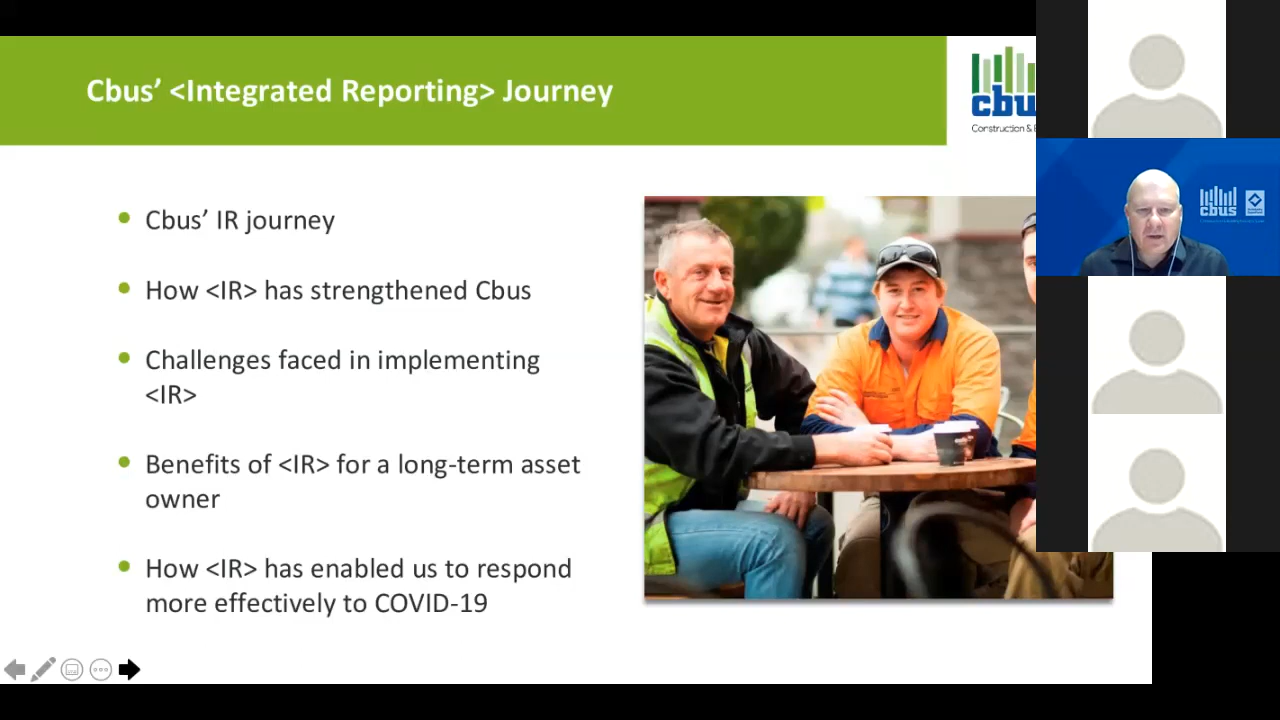 Cbus’ <Integrated Reporting> Journey
cbu
Construction & B
cbus
Cbus’ IR journey
How <IR> has strengthened Cbus
Challenges faced in implementing
<IR>
Benefits of <IR> for a long-term asset
owner
How <IR> has enabled us to respond
more effectively to COVID-19